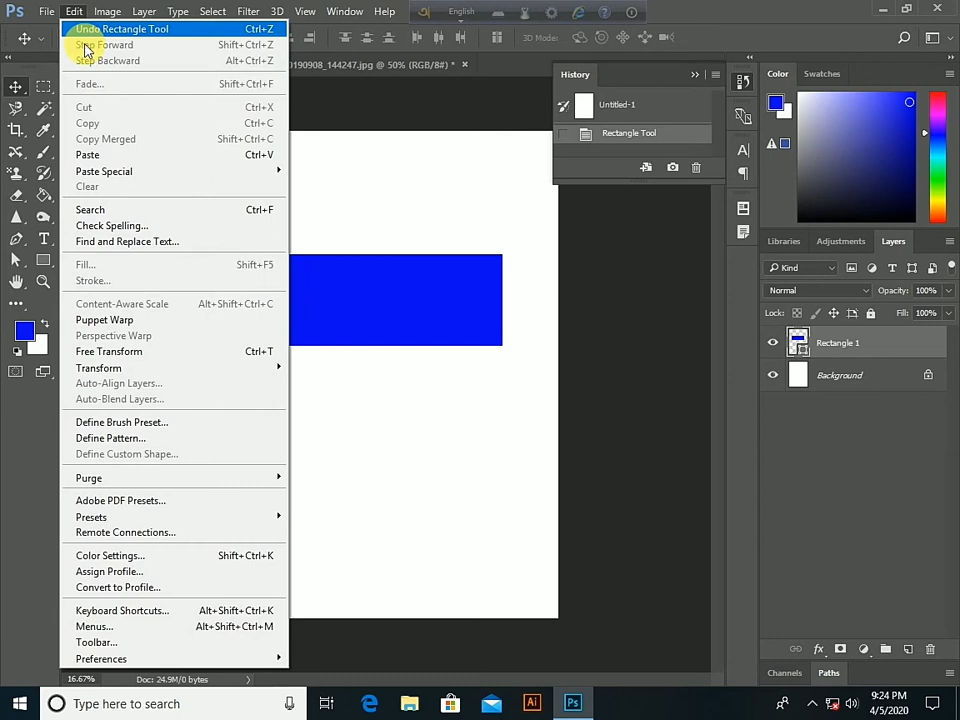 Ps File Edit Image Layer Type Select Filter 3D View Window Help
English
3D Mode:
20190908_144247.jpg @ 50% (RGB/8#) *
Undo Rectangle Tool Ctrl+Z
Step Forward Shift+Ctrl+Z
Step Backward Alt+Ctrl+Z
Fade... Shift+Ctrl+F
Cut Ctrl+X
Copy Ctrl+C
Copy Merged Shift+Ctrl+C
Paste Ctrl+V
Paste Special
Clear
Search Ctrl+F
Check Spelling...
Find and Replace Text...
Fill... Shift+F5
Stroke...
Content-Aware Scale Alt+Shift+Ctrl+C
Puppet Warp
Perspective Warp
Free Transform Ctrl+T
Transform
Auto-Align Layers...
Auto-Blend Layers...
Define Brush Preset...
Define Pattern...
Define Custom Shape...
Purge
Adobe PDF Presets...
Presets
Remote Connections...
Color Settings... Shift+Ctrl+K
Assign Profile...
Convert to Profile...
Keyboard Shortcuts... Alt+Shift+Ctrl+K
Menus... Alt+Shift+Ctrl+M
Toolbar...
Preferences
History
Untitled-1
Rectangle Tool
Color Swatches
Libraries Adjustments Layers
Kind
Normal Opacity: 100%
Lock: Fill: 100%
Rectangle 1
Background
Channels Paths
16.67% Doc: 24.9M/0 bytes
Type here to search
Ai Ps
9:24 PM
4/5/2020